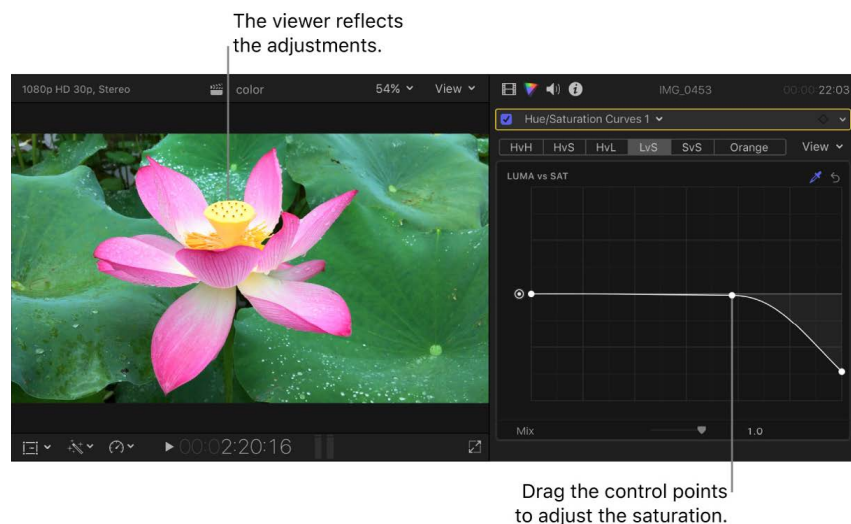 The viewer reflects
the adjustments.
1080p HD 30p, Stereo
color
54%
View
IMG_0453
00:00:22:03
Hue/Saturation Curves 1
HvH
HvS
HvL
LvS
SvS
Orange
View
LUMA vs SAT
Mix
1.0
00:02:20:16
Drag the control points
to adjust the saturation.